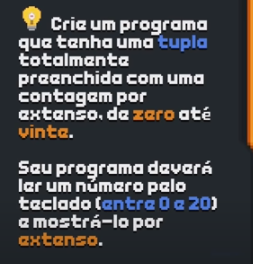 Crie um programa
que tenha uma tupla
totalmente
preenchida com uma
contagem por
extenso, de zero até
vinte.
Seu programa deverá
ler um número pelo
teclado (entre 0 e 20)
e mostrá-lo por
extenso.